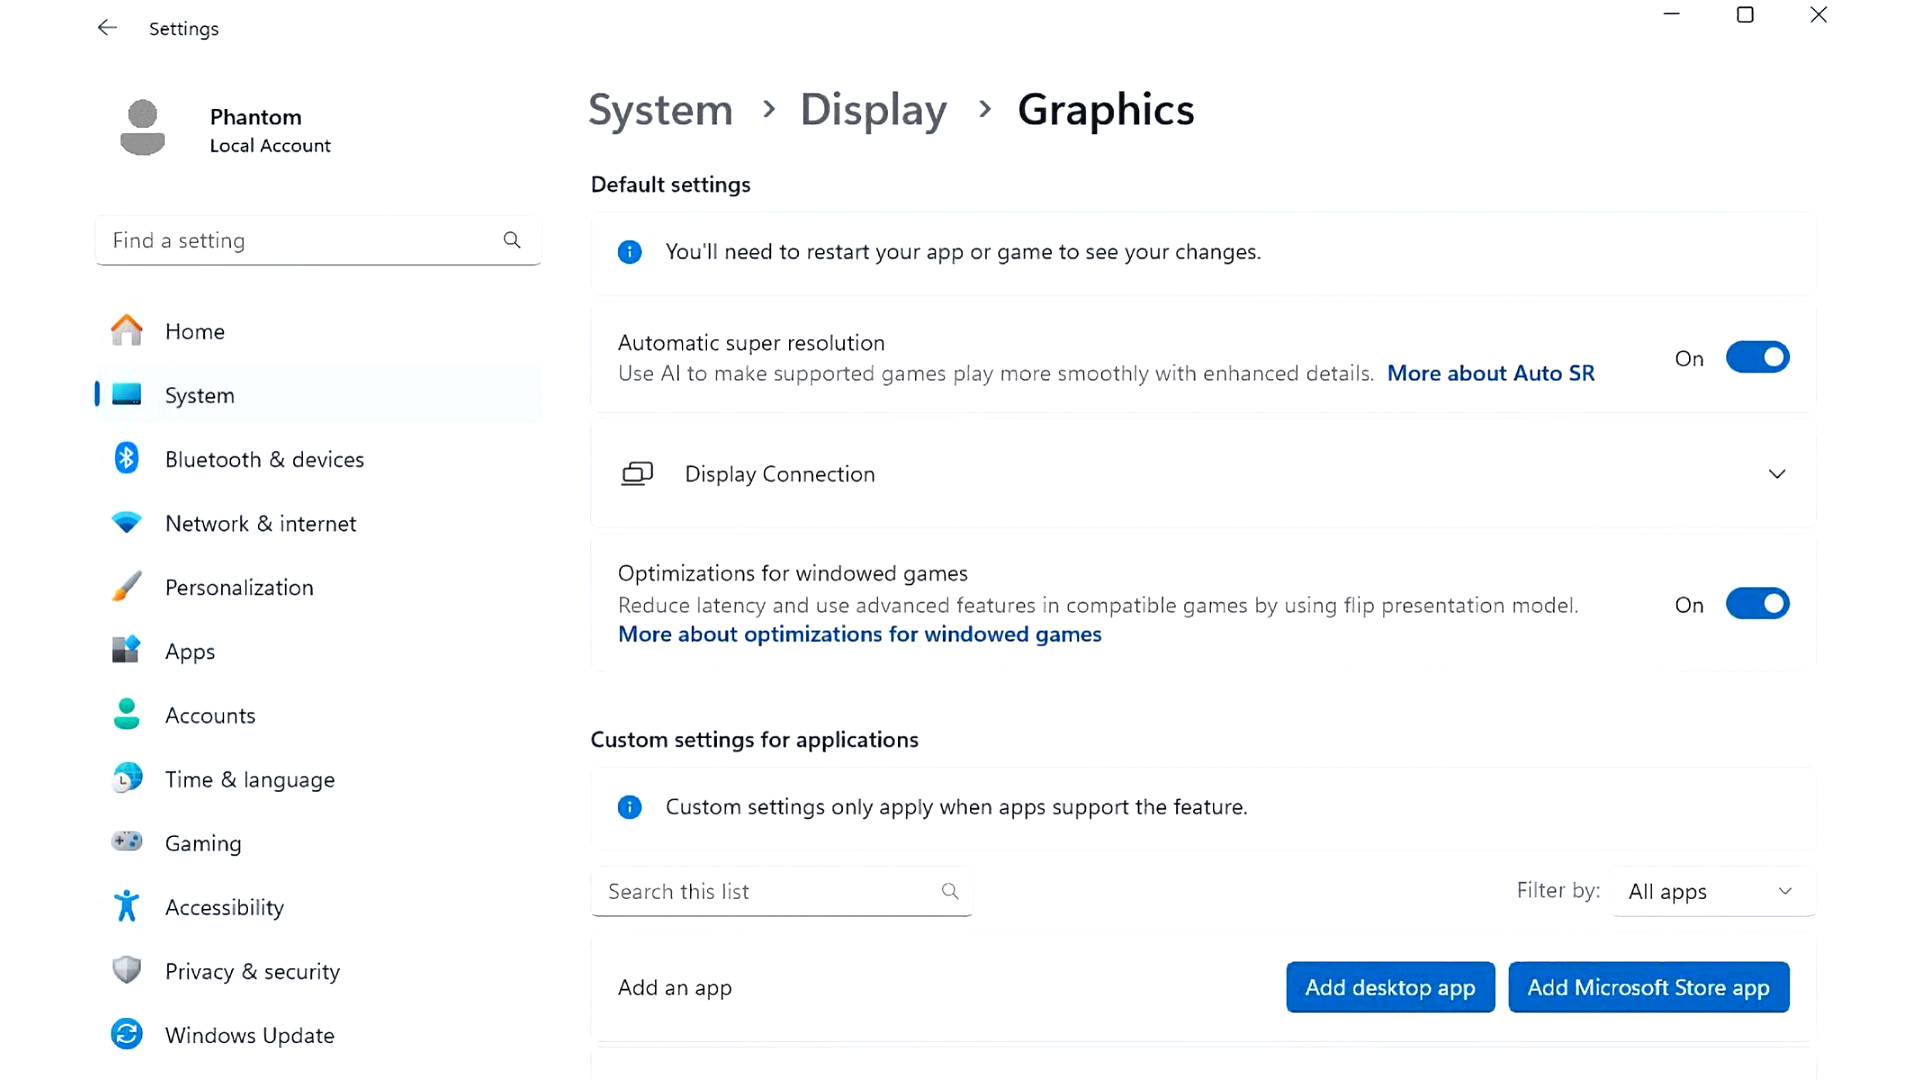 Settings
Phantom
Local Account
Find a setting
Home
System
Bluetooth & devices
Network & internet
Personalization
Apps
Accounts
Time & language
Gaming
Accessibility
Privacy & security
Windows Update
System > Display > Graphics
Default settings
You'll need to restart your app or game to see your changes.
Automatic super resolution
Use AI to make supported games play more smoothly with enhanced details. More about Auto SR
On
Display Connection
Optimizations for windowed games
Reduce latency and use advanced features in compatible games by using flip presentation model.
More about optimizations for windowed games
On
Custom settings for applications
Custom settings only apply when apps support the feature.
Search this list
Filter by: All apps
Add an app
Add desktop app
Add Microsoft Store app